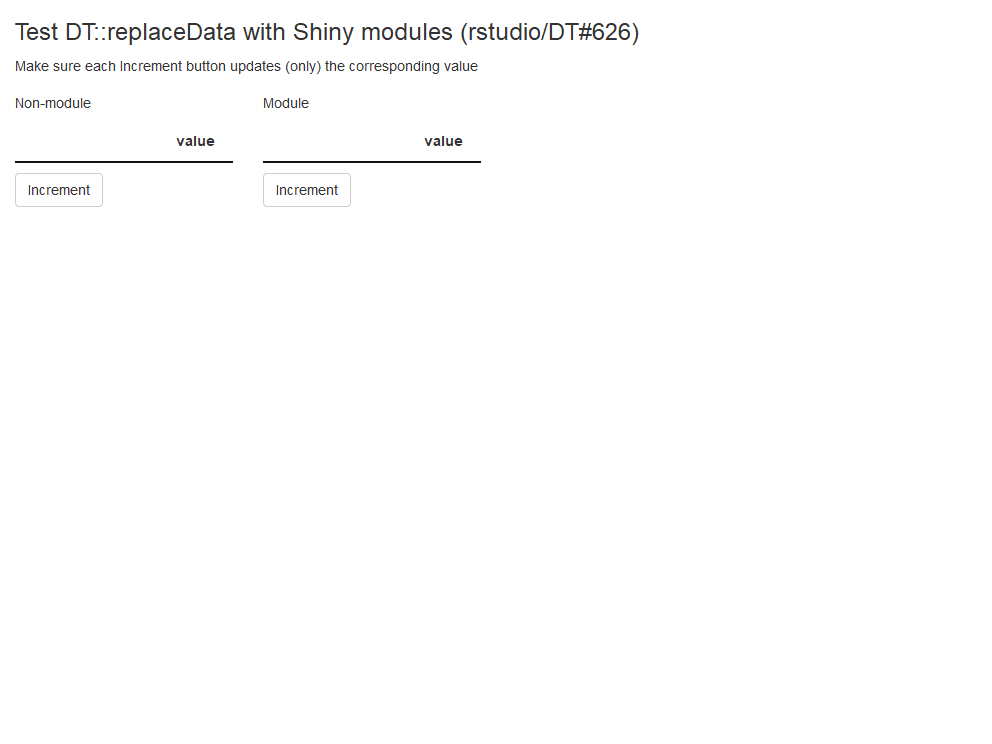 Test DT::replaceData with Shiny modules (rstudio/DT#626)
Make sure each Increment button updates (only) the corresponding value
Non-module
value
Increment
Module
value
Increment